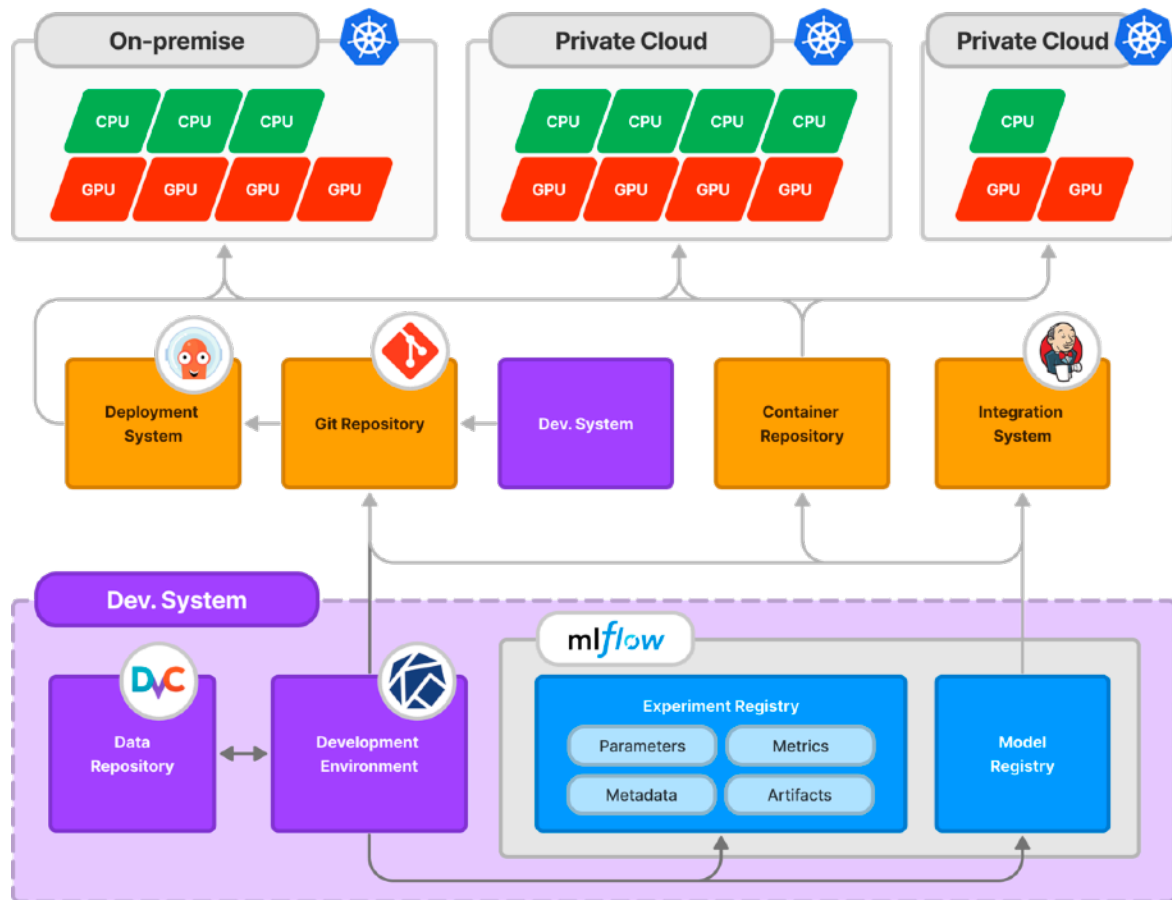 On-premise
Private Cloud
Private Cloud
CPU CPU CPU
CPU CPU CPU CPU
CPU
GPU GPU GPU GPU
GPU GPU GPU GPU
GPU GPU
Deployment
System
Git Repository
Dev. System
Container
Repository
Integration
System
Dev. System
mlflow
DVC
Data
Repository
Development
Environment
Experiment Registry
Parameters
Metrics
Metadata
Artifacts
Model
Registry